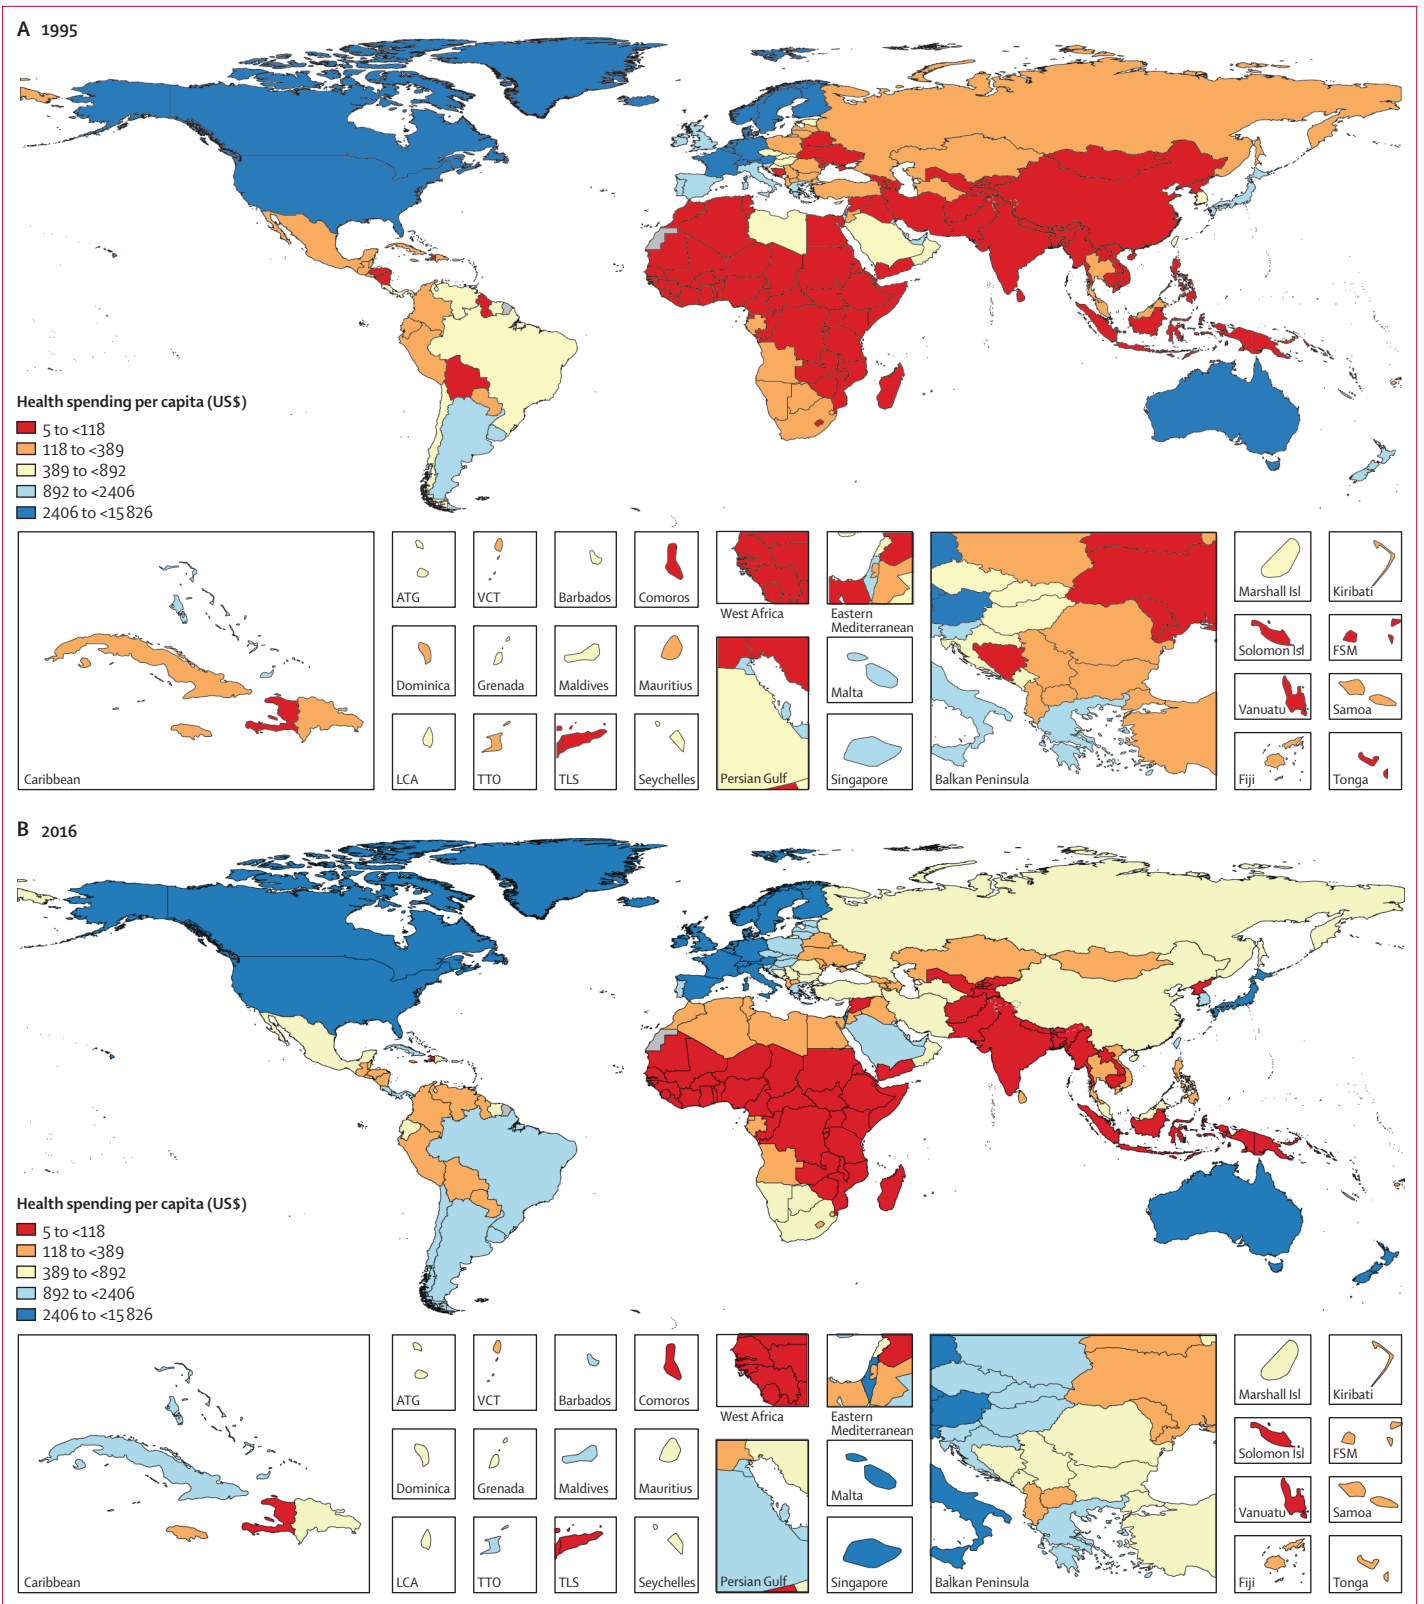 A 1995
Health spending per capita (US$)
5 to <118
118 to <389
389 to <892
892 to <2406
2406 to <15 826
Caribbean
ATG
VCT
Barbados
Comoros
Dominica
Grenada
Maldives
Mauritius
LCA
TTO
TLS
Seychelles
West Africa
Persian Gulf
Eastern
Mediterranean
Malta
Singapore
Balkan Peninsula
Marshall Isl
Kiribati
Solomon Isl
FSM
Vanuatu
Samoa
Fiji
Tonga
B 2016
Health spending per capita (US$)
5 to <118
118 to <389
389 to <892
892 to <2406
2406 to <15 826
Caribbean
ATG
VCT
Barbados
Comoros
Dominica
Grenada
Maldives
Mauritius
LCA
TTO
TLS
Seychelles
West Africa
Persian Gulf
Eastern
Mediterranean
Malta
Singapore
Balkan Peninsula
Marshall Isl
Kiribati
Solomon Isl
FSM
Vanuatu
Samoa
Fiji
Tonga